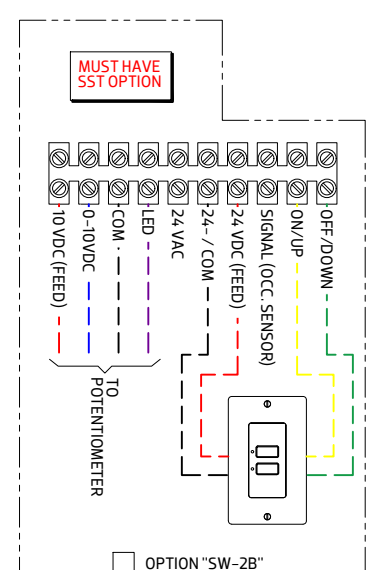 MUST HAVE
SST OPTION
10 VDC (FEED)
0-10VDC
COM
LED
24 VAC
24- / COM
24 VDC (FEED)
SIGNAL (OCC. SENSOR)
ON/UP
OFF/DOWN
TO
POTENTIOMETER
OPTION "SW-2B"